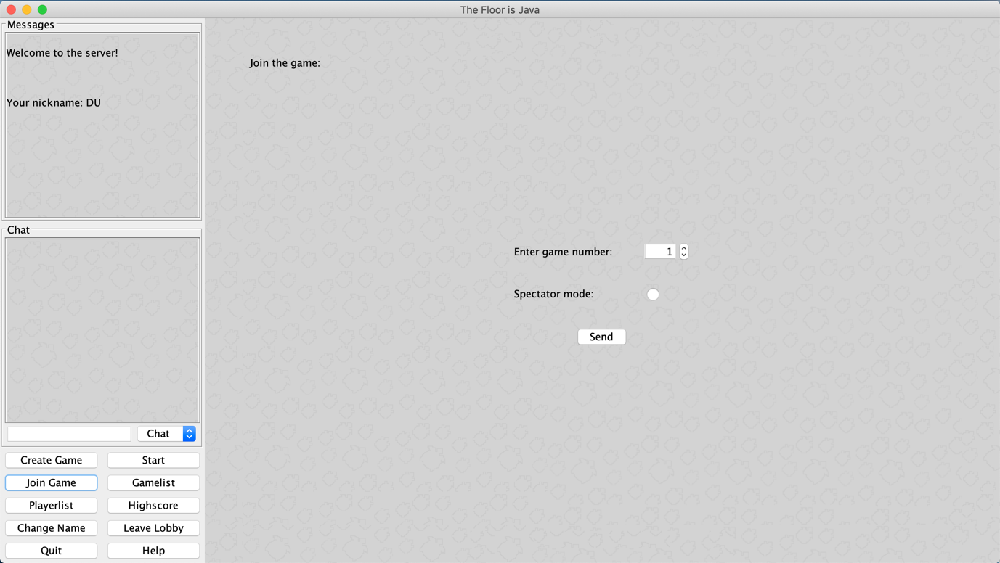 The Floor is Java
Messages
Welcome to the server!
Your nickname: DU
Chat
Chat
Create Game
Start
Join Game
Gamelist
Playerlist
Highscore
Change Name
Leave Lobby
Quit
Help
Join the game:
Enter game number: 1
Spectator mode:
Send